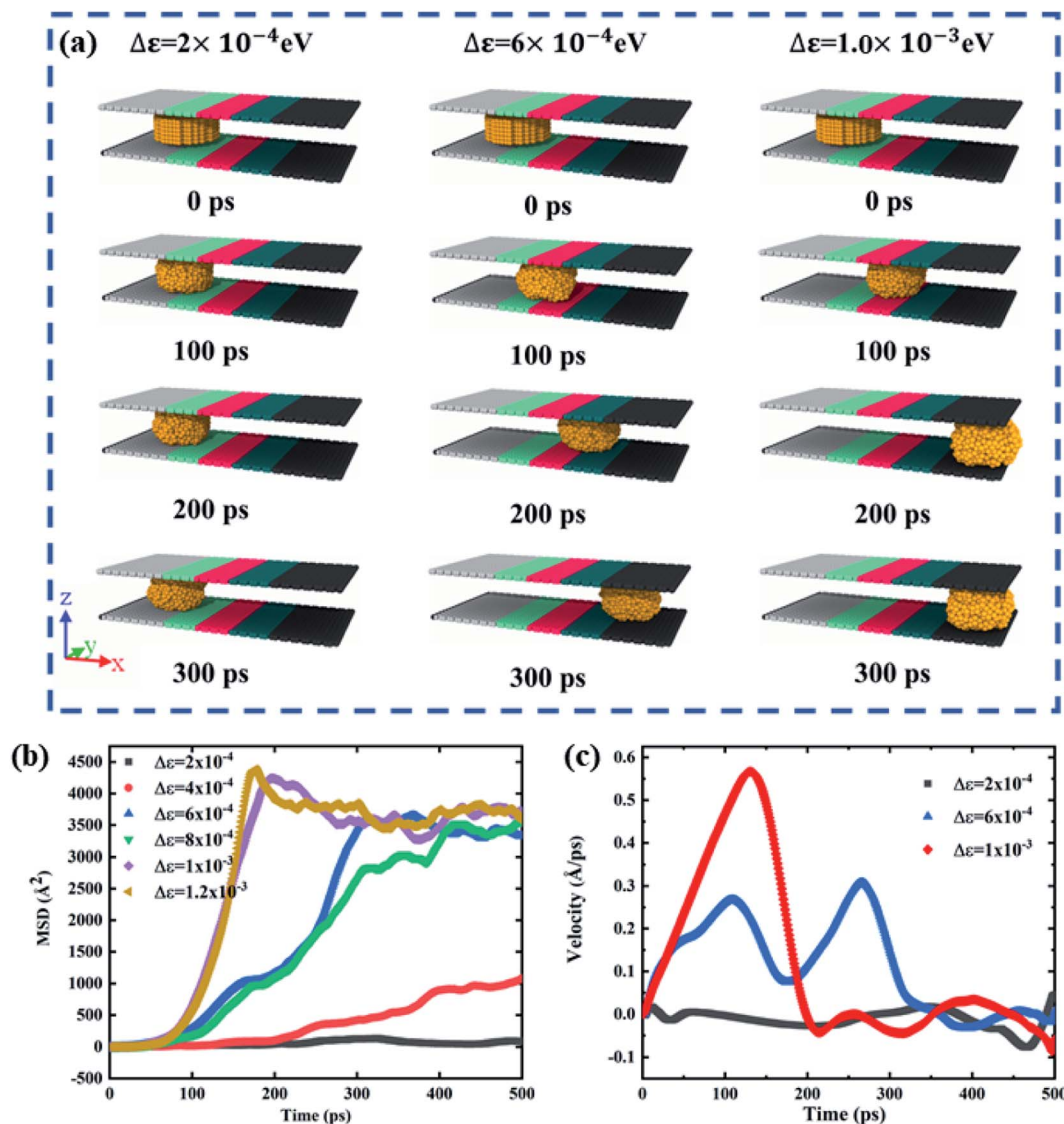 (a) Δε=2× 10⁻⁴eV Δε=6× 10⁻⁴eV Δε=1.0× 10⁻³eV
0 ps 0 ps 0 ps
100 ps 100 ps 100 ps
200 ps 200 ps 200 ps
z
y
x
300 ps 300 ps 300 ps
(b)
4500
4000
3500
3000
2500
2000
1500
1000
500
0
-500
MSD (Å²)
Δε=2x10⁻⁴
Δε=4x10⁻⁴
Δε=6x10⁻⁴
Δε=8x10⁻⁴
Δε=1x10⁻³
Δε=1.2x10⁻³
0 100 200 300 400 500
Time (ps)
(c)
0.6
0.5
0.4
0.3
0.2
0.1
0.0
-0.1
Velocity (Å/ps)
Δε=2x10⁻⁴
Δε=6x10⁻⁴
Δε=1x10⁻³
0 100 200 300 400 500
Time (ps)